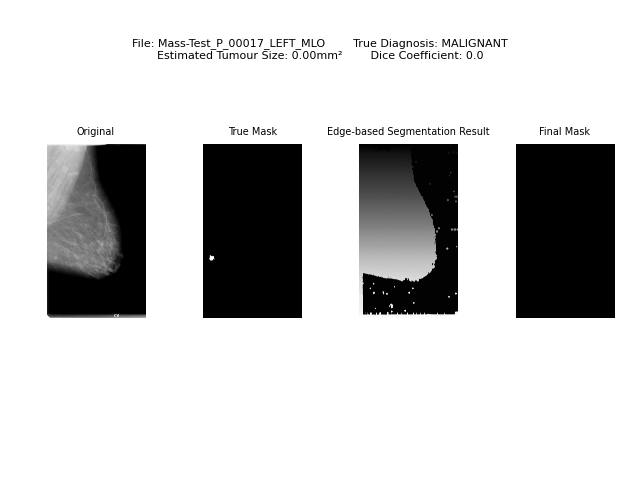 File: Mass-Test_P_00017_LEFT_MLO True Diagnosis: MALIGNANT
Estimated Tumour Size: 0.00mm² Dice Coefficient: 0.0
Original
True Mask
Edge-based Segmentation Result
Final Mask